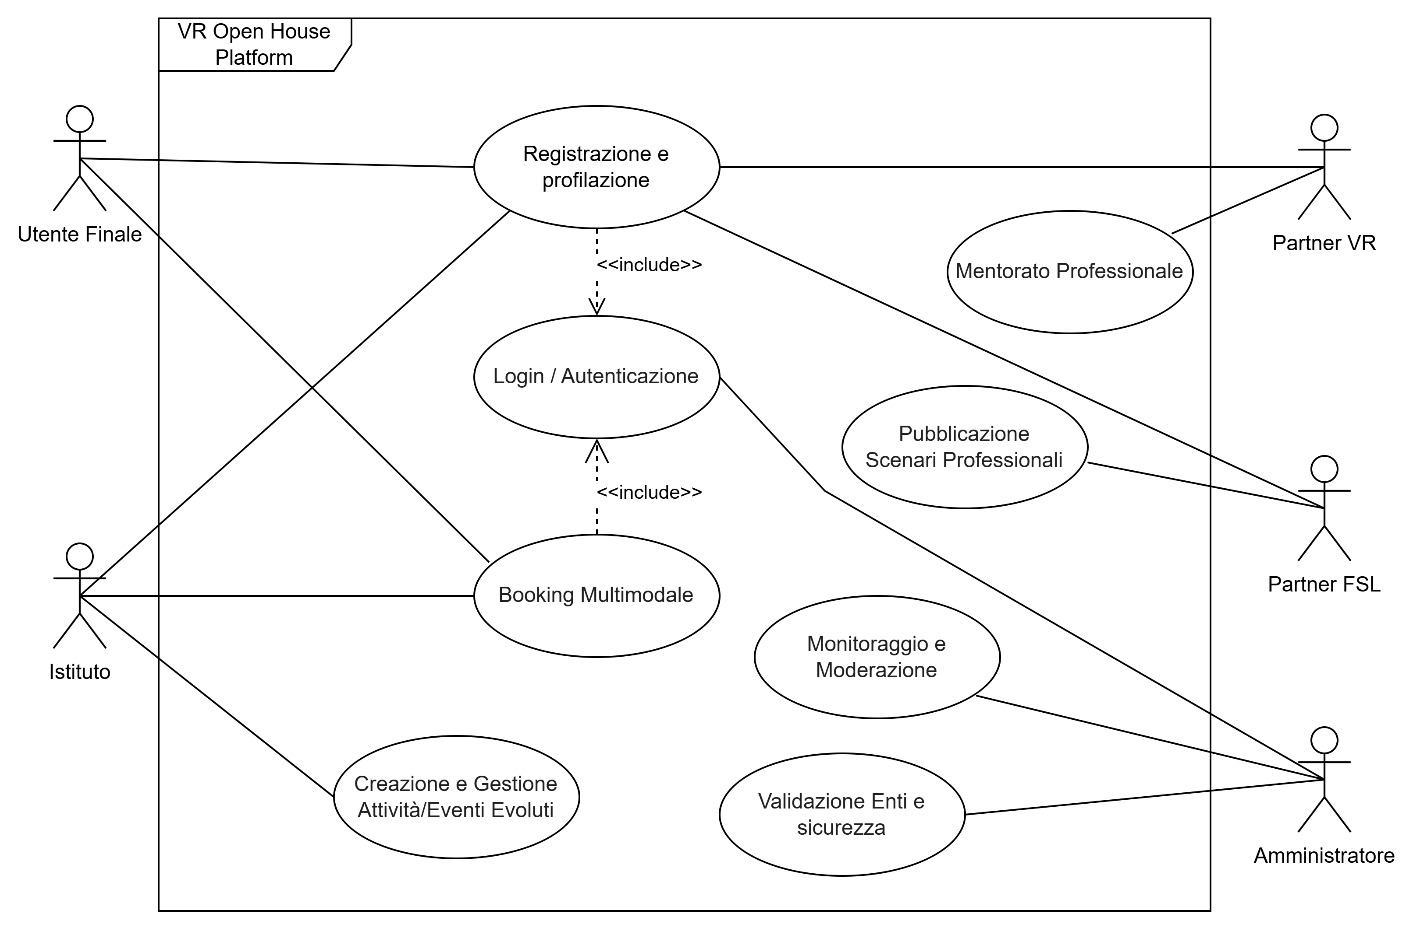 VR Open House
Platform
Registrazione e
profilazione
Utente Finale
Partner VR
<<include>>
Mentorato Professionale
Login / Autenticazione
Pubblicazione
Scenari Professionali
<<include>>
Partner FSL
Booking Multimodale
Monitoraggio e
Moderazione
Istituto
Creazione e Gestione
Attività/Eventi Evoluti
Validazione Enti e
sicurezza
Amministratore